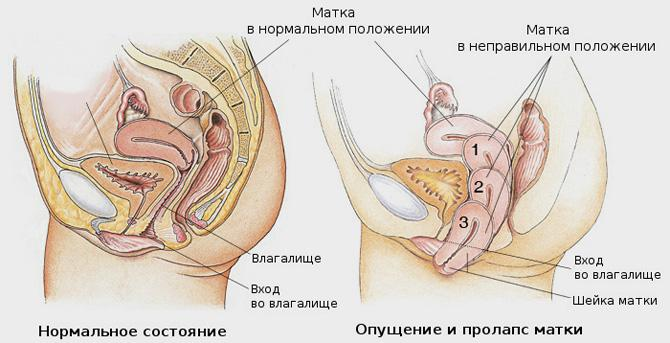 Матка
в нормальном положении
Матка
в неправильном положении
1
2
3
Влагалище
Вход
во влагалище
Вход
во влагалище
Шейка матки
Нормальное состояние
Опущение и пролапс матки